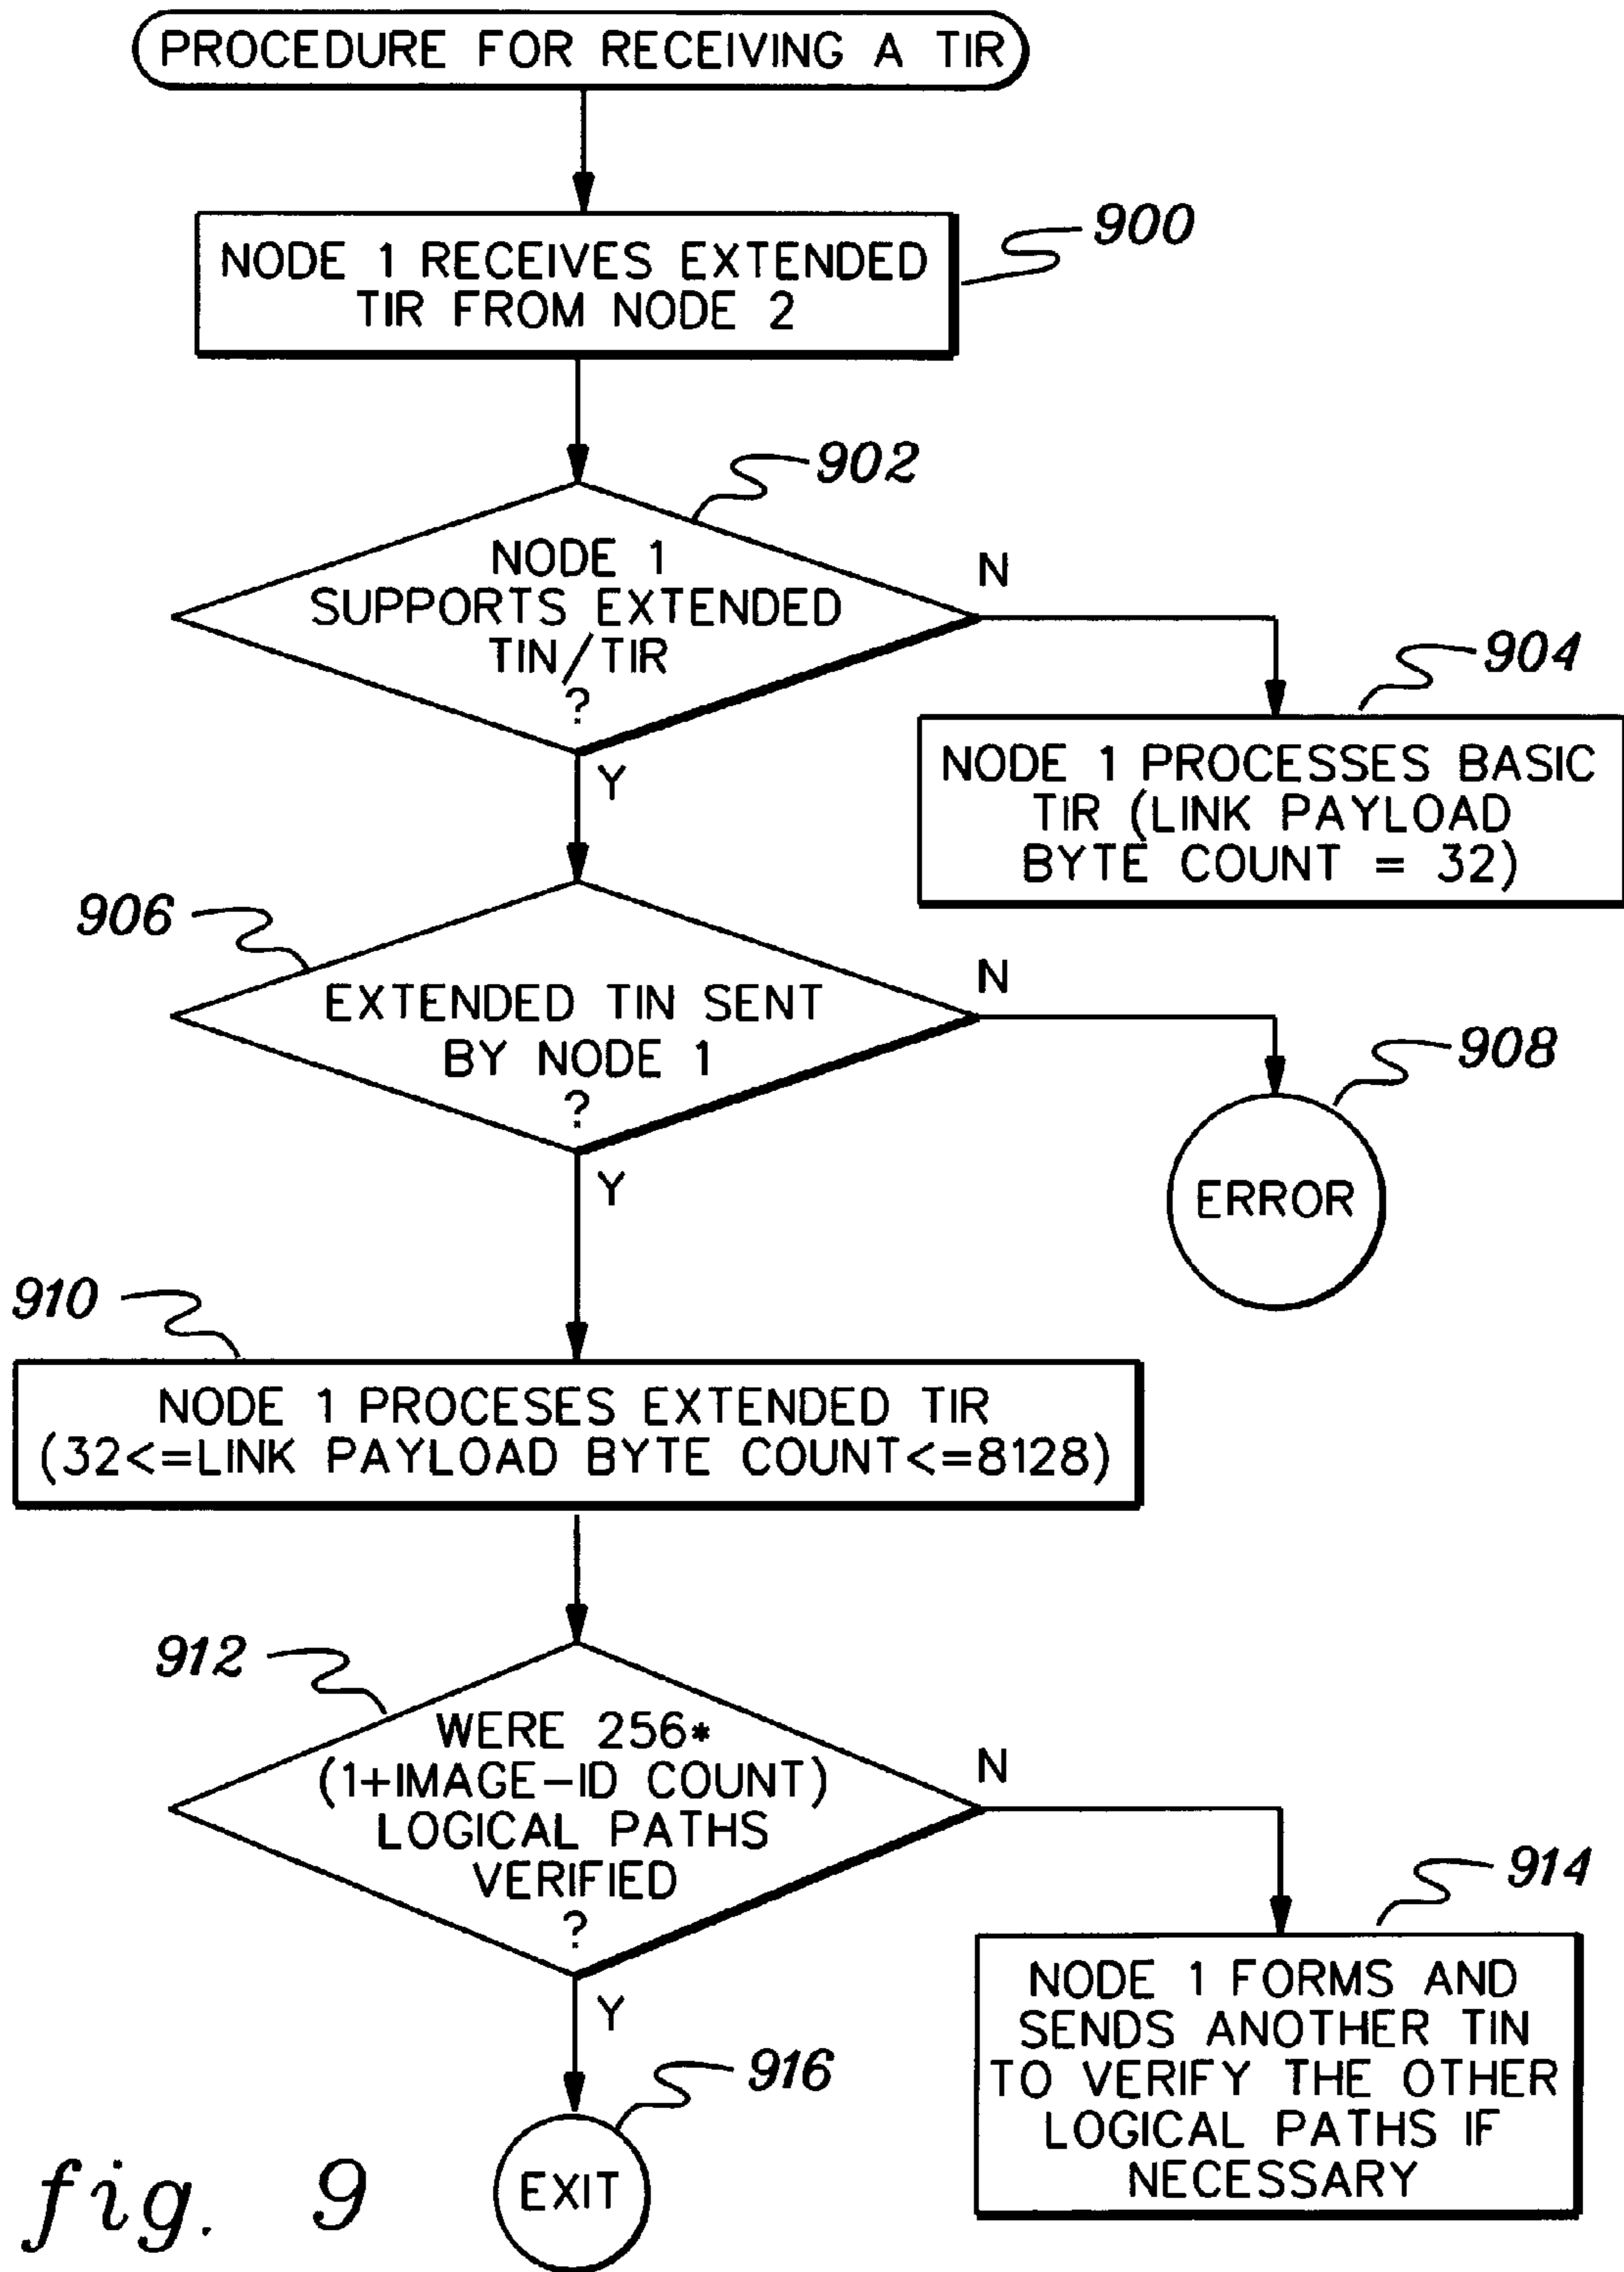 PROCEDURE FOR RECEIVING A TIR
900
NODE 1 RECEIVES EXTENDED
TIR FROM NODE 2
902
NODE 1
SUPPORTS EXTENDED
TIN/TIR
?
N
Y
904
NODE 1 PROCESSES BASIC
TIR (LINK PAYLOAD
BYTE COUNT = 32)
906
EXTENDED TIN SENT
BY NODE 1
?
N
Y
908
ERROR
910
NODE 1 PROCESES EXTENDED TIR
(32<=LINK PAYLOAD BYTE COUNT<=8128)
912
WERE 256*
(1+IMAGE-ID COUNT)
LOGICAL PATHS
VERIFIED
?
N
Y
914
NODE 1 FORMS AND
SENDS ANOTHER TIN
TO VERIFY THE OTHER
LOGICAL PATHS IF
NECESSARY
916
EXIT
fig. 9